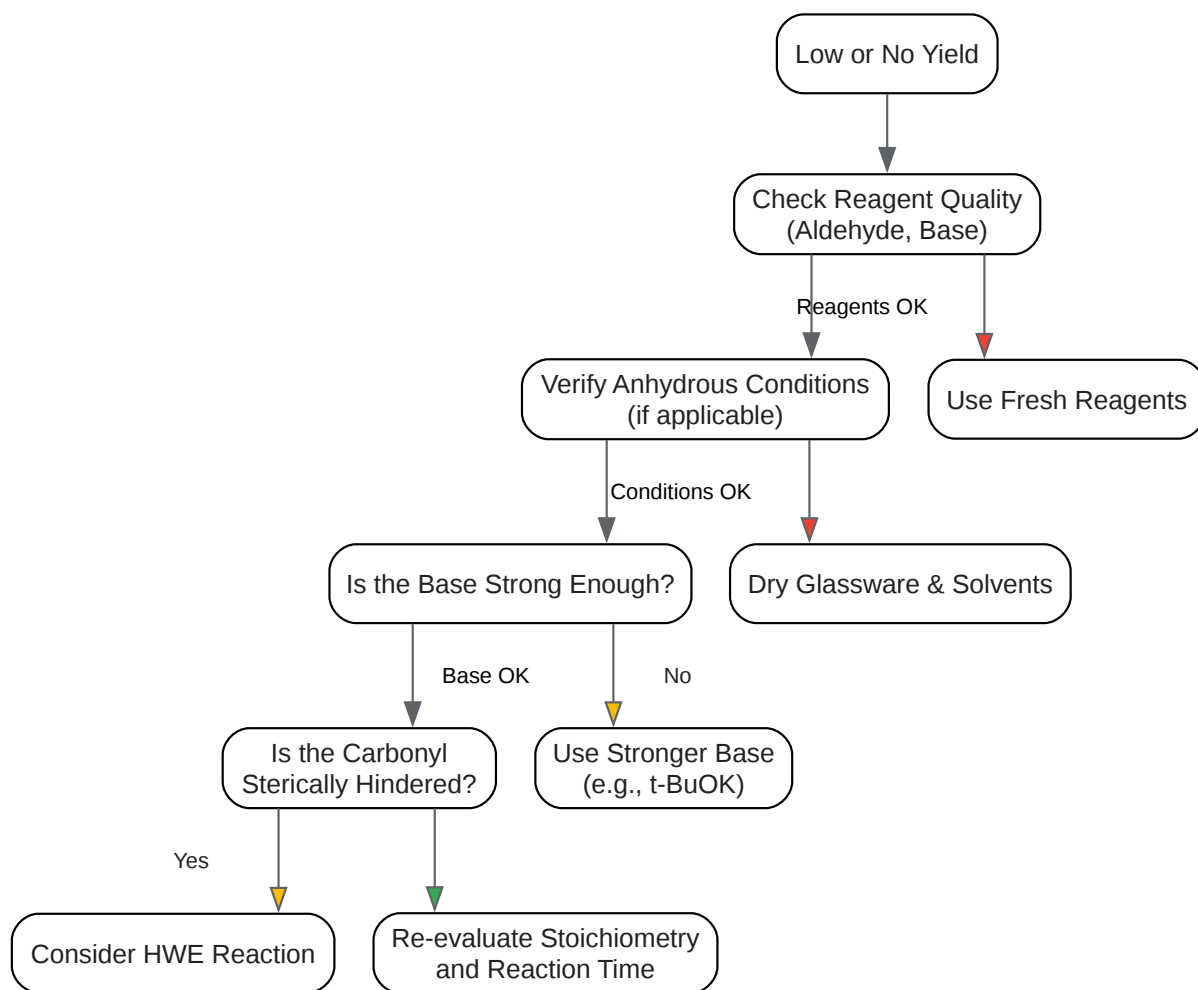 Low or No Yield
Check Reagent Quality
(Aldehyde, Base)
Reagents OK
Verify Anhydrous Conditions
(if applicable)
Use Fresh Reagents
Conditions OK
Is the Base Strong Enough?
Dry Glassware & Solvents
Base OK
No
Is the Carbonyl
Sterically Hindered?
Use Stronger Base
(e.g., t-BuOK)
Yes
Consider HWE Reaction
Re-evaluate Stoichiometry
and Reaction Time